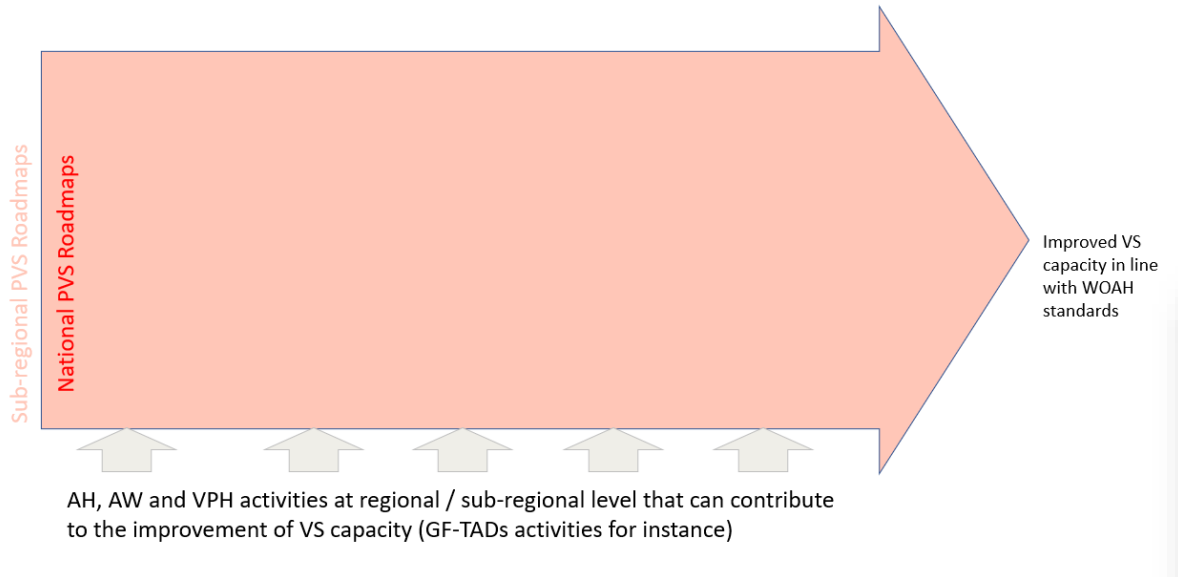 Sub-regional PVS Roadmaps
National PVS Roadmaps
Improved VS
capacity in line
with WOAH
standards
AH, AW and VPH activities at regional / sub-regional level that can contribute
to the improvement of VS capacity (GF-TADs activities for instance)